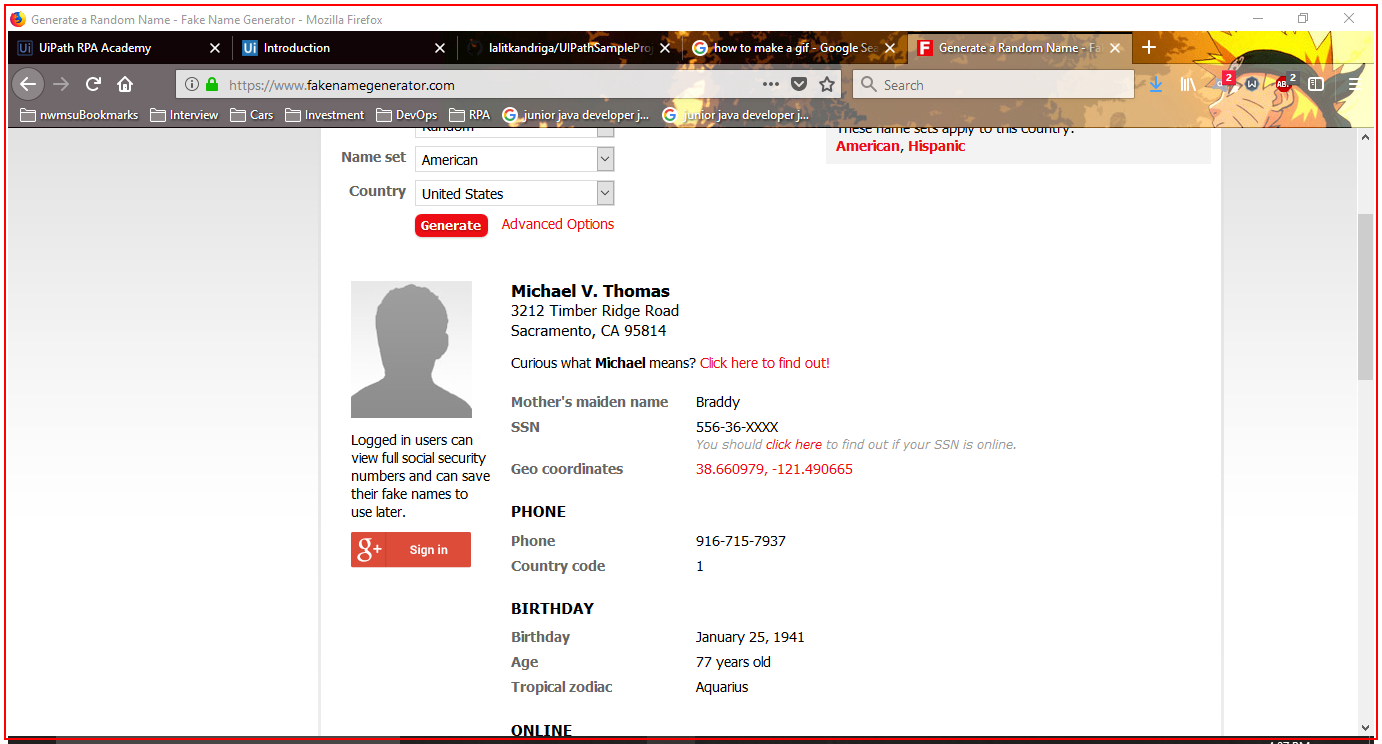 Generate a Random Name - Fake Name Generator - Mozilla Firefox
UiPath RPA Academy
Introduction
lalitkandriga/UIPathSampleProj
how to make a gif - Google Sea
Generate a Random Name - Fa
https://www.fakenamegenerator.com
Search
2
2
nwmsuBookmarks
Interview
Cars
Investment
DevOps
RPA
junior java developer j...
junior java developer j...
Random
These name sets apply to this country:
American, Hispanic
Name set
American
Country
United States
Generate
Advanced Options
Michael V. Thomas
3212 Timber Ridge Road
Sacramento, CA 95814
Curious what Michael means? Click here to find out!
Mother's maiden name
Braddy
SSN
556-36-XXXX
You should click here to find out if your SSN is online.
Geo coordinates
38.660979, -121.490665
Logged in users can
view full social security
numbers and can save
their fake names to
use later.
g+ Sign in
PHONE
Phone
916-715-7937
Country code
1
BIRTHDAY
Birthday
January 25, 1941
Age
77 years old
Tropical zodiac
Aquarius
ONLINE